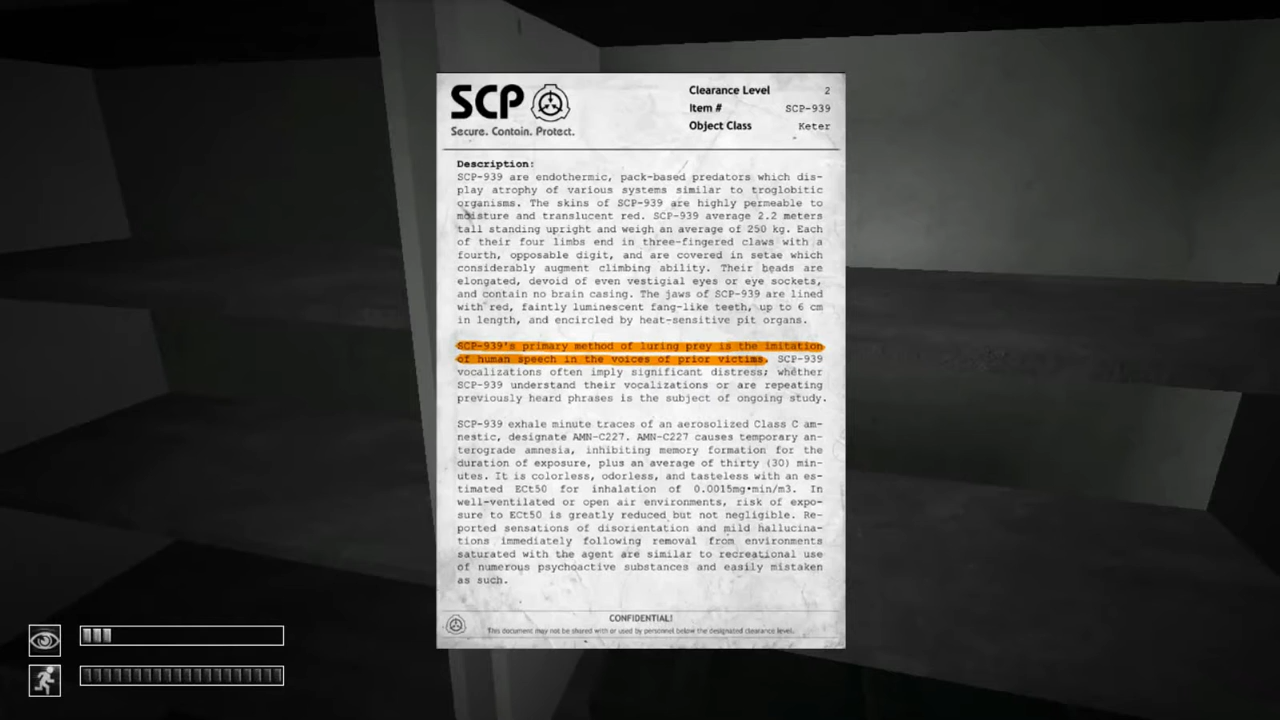 SCP
Secure. Contain. Protect.
Clearance Level 2
Item # SCP-939
Object Class Keter
Description:
SCP-939 are endothermic, pack-based predators which dis-
play atrophy of various systems similar to troglobitic
organisms. The skins of SCP-939 are highly permeable to
moisture and translucent red. SCP-939 average 2.2 meters
tall standing upright and weigh an average of 250 kg. Each
of their four limbs end in three-fingered claws with a
fourth, opposable digit, and are covered in setae which
considerably augment climbing ability. Their heads are
elongated, devoid of even vestigial eyes or eye sockets,
and contain no brain casing. The jaws of SCP-939 are lined
with red, faintly luminescent fang-like teeth, up to 6 cm
in length, and encircled by heat-sensitive pit organs.
SCP-939's primary method of luring prey is the imitation
of human speech in the voices of prior victims. SCP-939
vocalizations often imply significant distress; whether
SCP-939 understand their vocalizations or are repeating
previously heard phrases is the subject of ongoing study.
SCP-939 exhale minute traces of an aerosolized Class C am-
nestic, designate AMN-C227. AMN-C227 causes temporary an-
terograde amnesia, inhibiting memory formation for the
duration of exposure, plus an average of thirty (30) min-
utes. It is colorless, odorless, and tasteless with an es-
timated ECt50 for inhalation of 0.0015mg•min/m3. In
well-ventilated or open air environments, risk of expo-
sure to ECt50 is greatly reduced but not negligible. Re-
ported sensations of disorientation and mild hallucina-
tions immediately following removal from environments
saturated with the agent are similar to recreational use
of numerous psychoactive substances and easily mistaken
as such.
CONFIDENTIAL!
This document may not be shared with or used by personnel below the designated clearance level.